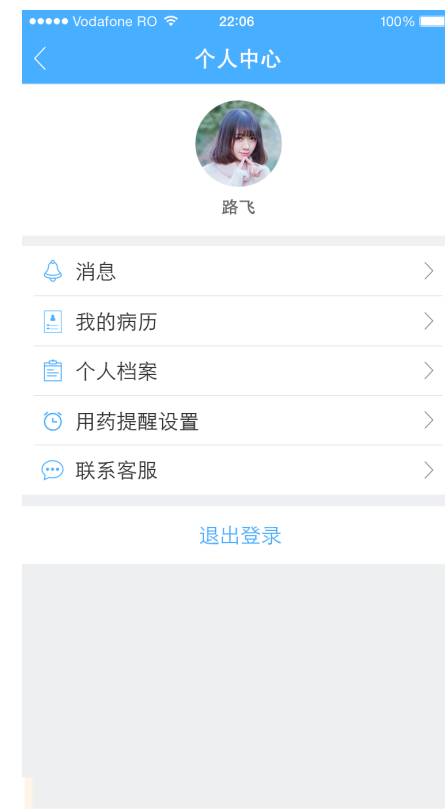 ●●●●● Vodafone RO 22:06 100%
个人中心
路飞
消息
我的病历
个人档案
用药提醒设置
联系客服
退出登录